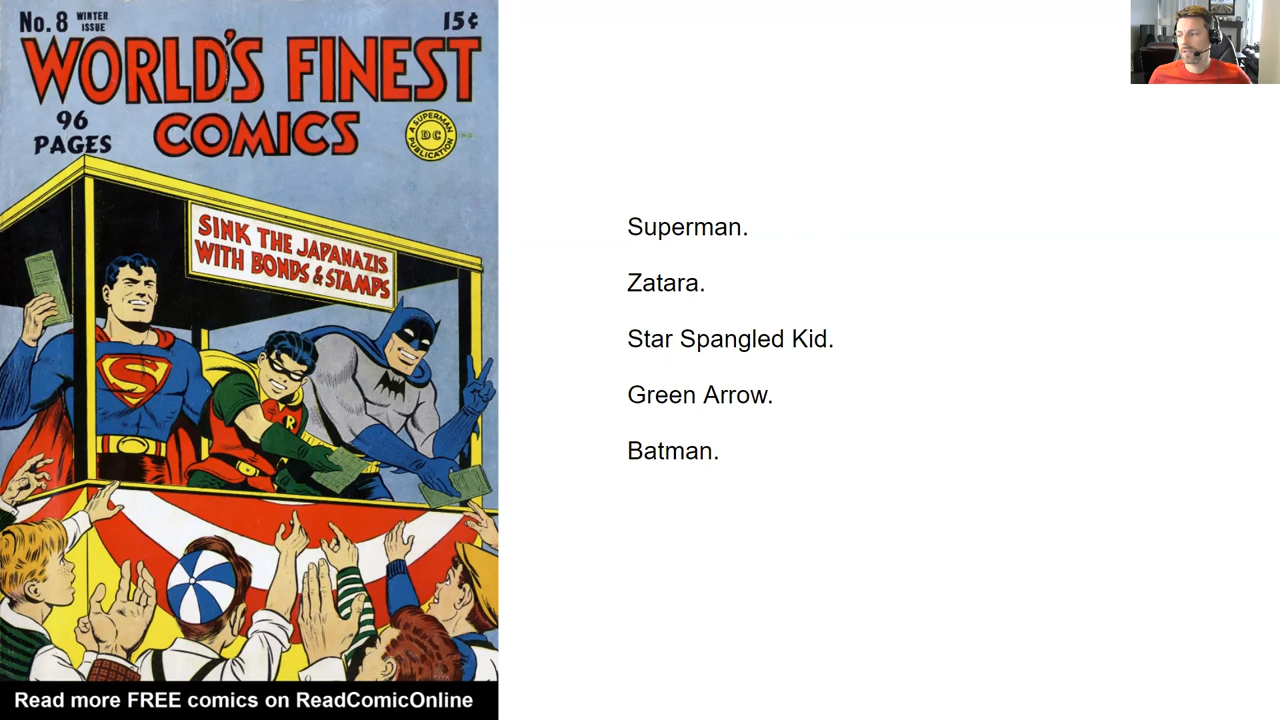 No. 8 WINTER ISSUE 15¢
WORLD'S FINEST
COMICS
96
PAGES
A SUPERMAN
DC
PUBLICATION
SINK THE JAPANAZIS
WITH BONDS & STAMPS
S
R
Read more FREE comics on ReadComicOnline
Superman.
Zatara.
Star Spangled Kid.
Green Arrow.
Batman.